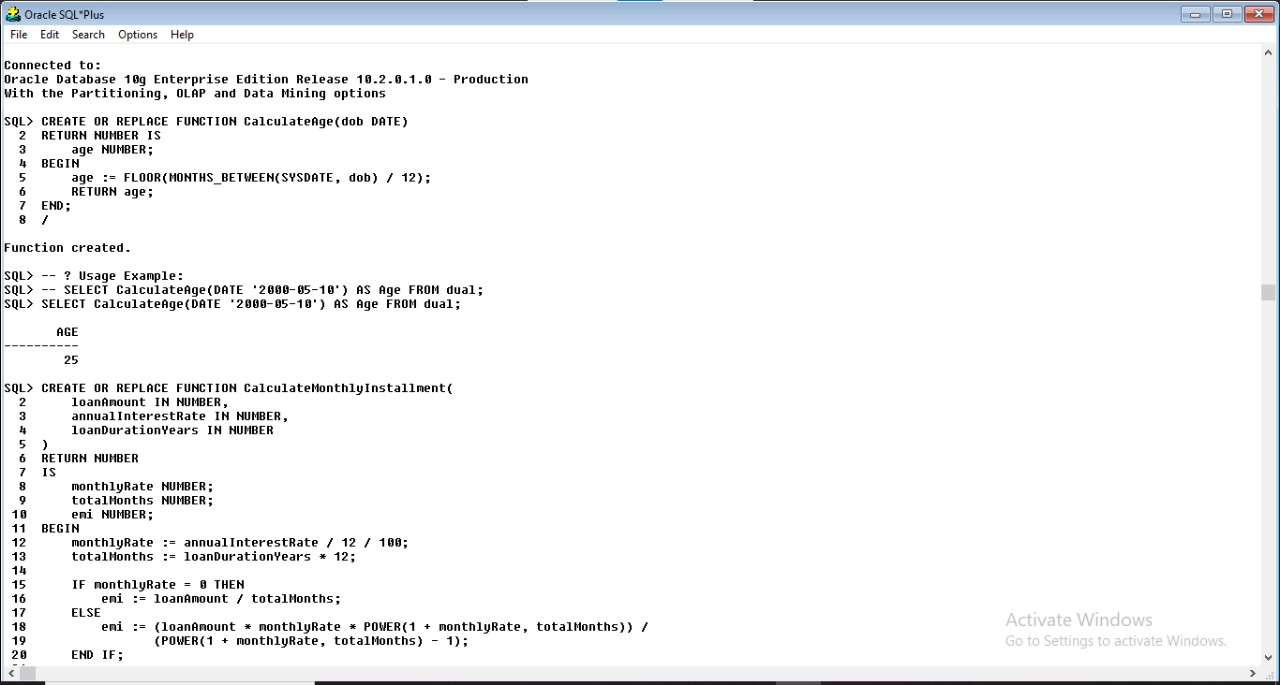 Oracle SQL*Plus
File Edit Search Options Help
Connected to:
Oracle Database 10g Enterprise Edition Release 10.2.0.1.0 - Production
With the Partitioning, OLAP and Data Mining options
SQL> CREATE OR REPLACE FUNCTION CalculateAge(dob DATE)
  2  RETURN NUMBER IS
  3      age NUMBER;
  4  BEGIN
  5      age := FLOOR(MONTHS_BETWEEN(SYSDATE, dob) / 12);
  6      RETURN age;
  7  END;
  8  /
Function created.
SQL> -- ? Usage Example:
SQL> -- SELECT CalculateAge(DATE '2000-05-10') AS Age FROM dual;
SQL> SELECT CalculateAge(DATE '2000-05-10') AS Age FROM dual;
       AGE
----------
        25
SQL> CREATE OR REPLACE FUNCTION CalculateMonthlyInstallment(
  2      loanAmount IN NUMBER,
  3      annualInterestRate IN NUMBER,
  4      loanDurationYears IN NUMBER
  5  )
  6  RETURN NUMBER
  7  IS
  8      monthlyRate NUMBER;
  9      totalMonths NUMBER;
 10      emi NUMBER;
 11  BEGIN
 12      monthlyRate := annualInterestRate / 12 / 100;
 13      totalMonths := loanDurationYears * 12;
 14
 15      IF monthlyRate = 0 THEN
 16          emi := loanAmount / totalMonths;
 17      ELSE
 18          emi := (loanAmount * monthlyRate * POWER(1 + monthlyRate, totalMonths)) /
 19                 (POWER(1 + monthlyRate, totalMonths) - 1);
 20      END IF;
Activate Windows
Go to Settings to activate Windows.